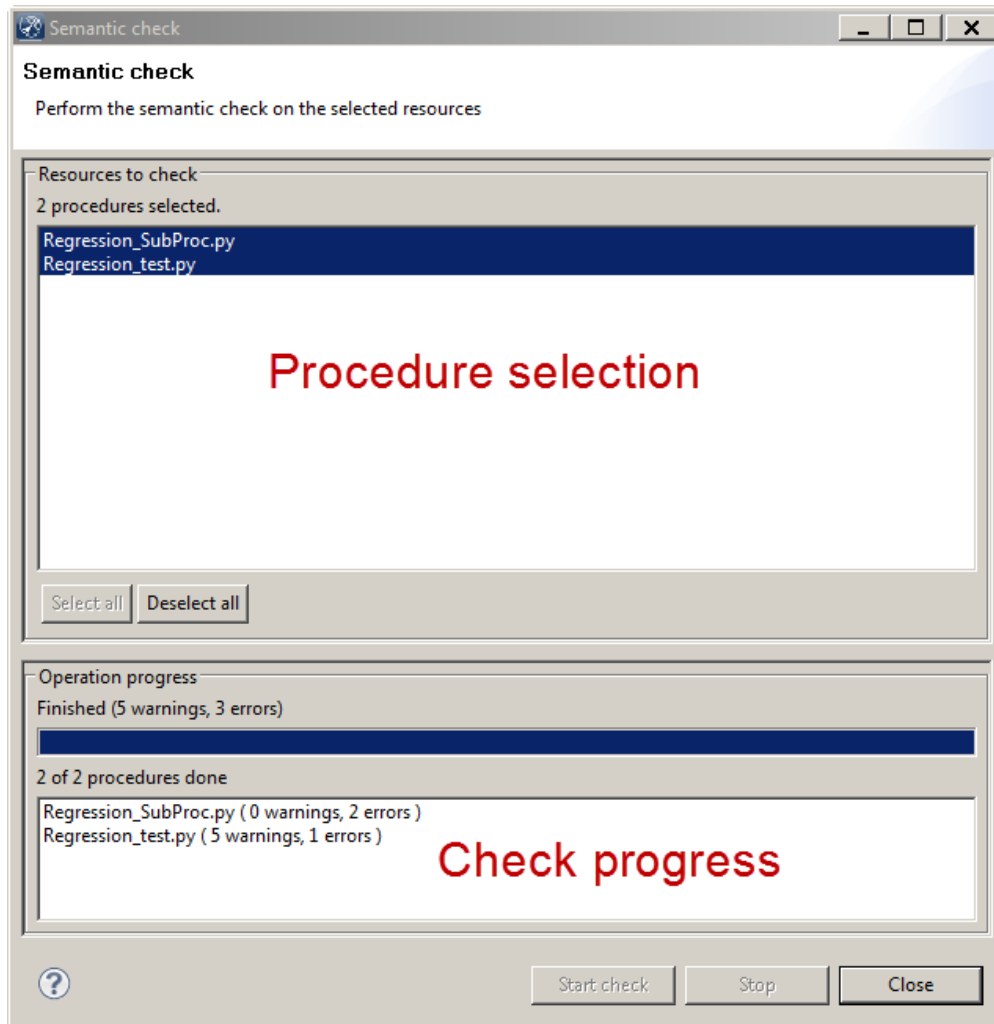 Semantic check
Semantic check
Perform the semantic check on the selected resources
Resources to check
2 procedures selected.
Regression_SubProc.py
Regression_test.py
Procedure selection
Select all Deselect all
Operation progress
Finished (5 warnings, 3 errors)
2 of 2 procedures done
Regression_SubProc.py ( 0 warnings, 2 errors )
Regression_test.py ( 5 warnings, 1 errors )
Check progress
? Start check Stop Close